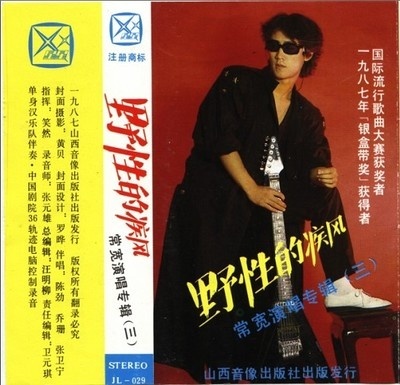 一九八七山西音像出版社出版发行 版权所有翻录必究
封面摄影：黄贝 封面设计：罗晔 伴唱：陈劲 乔珊 张卫宁
指挥：笑然 录音师：张元雄 总编辑：汪明柳 责任编辑：卫元琪
单身汉乐队伴奏·中国剧院36轨迹电脑控制录音
注册商标
野性的疾风
常宽演唱专辑(三)
STEREO
JL-029
国际流行歌曲大赛获奖者
一九八七年「银盒带奖」获得者
野性的疾风
常宽演唱专辑(三)
山西音像出版社出版发行